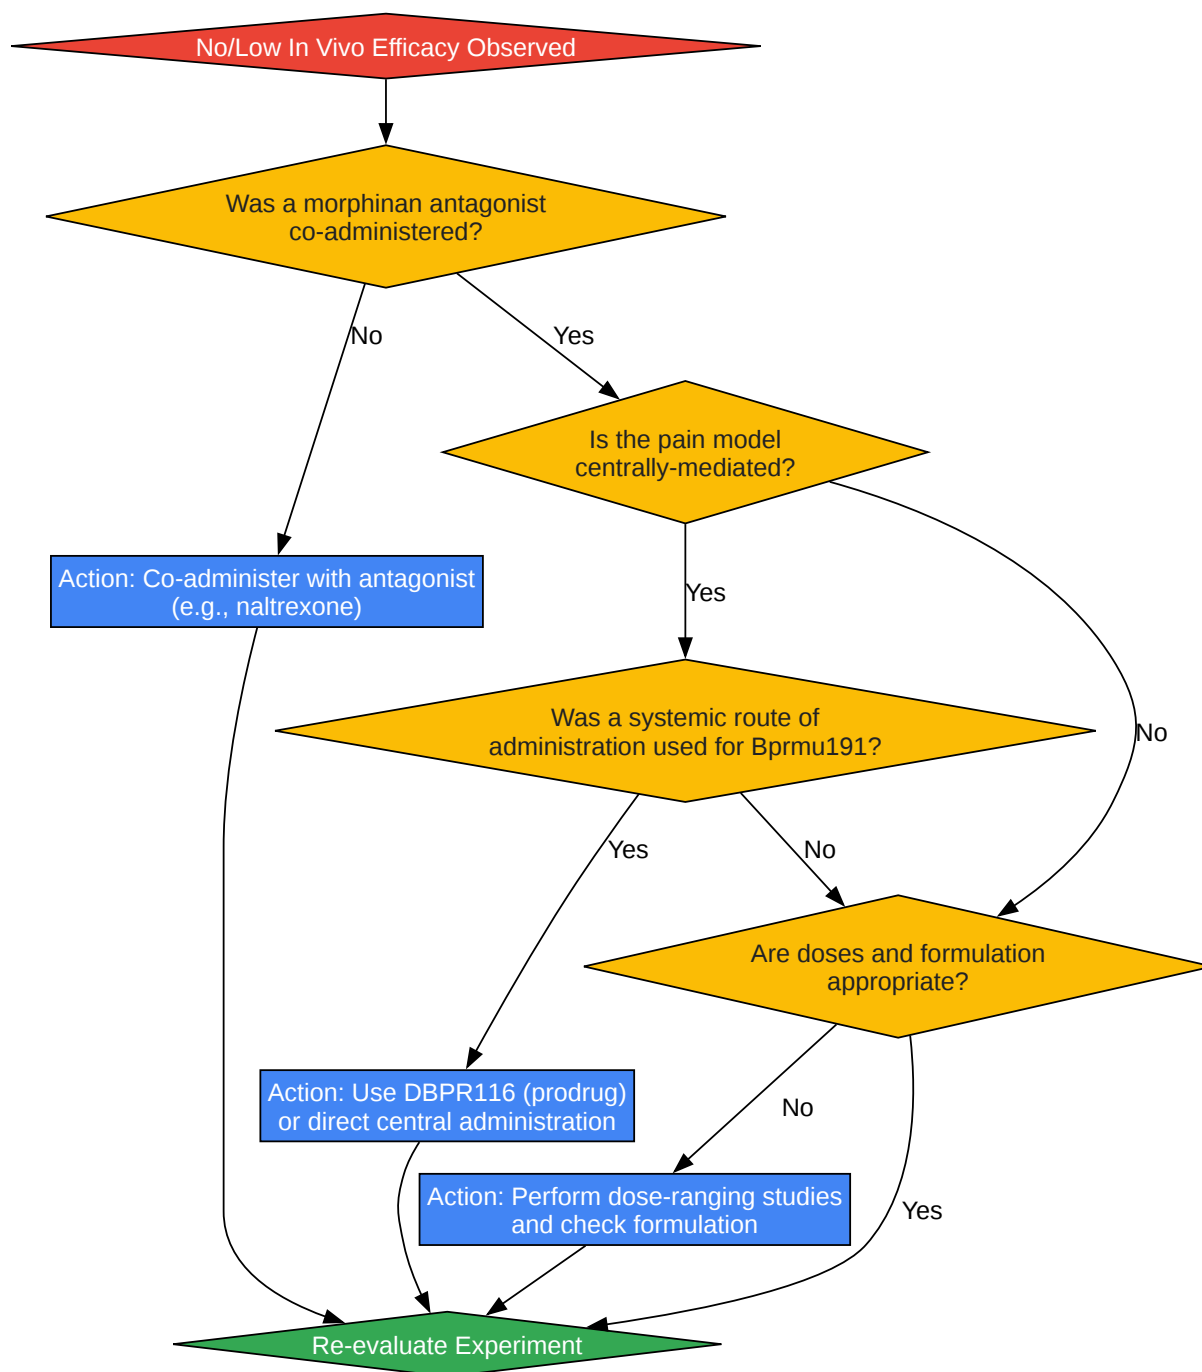 No/Low In Vivo Efficacy Observed
Was a morphinan antagonist
co-administered?
No
Yes
Is the pain model
centrally-mediated?
Action: Co-administer with antagonist
(e.g., naltrexone)
Yes
Was a systemic route of
administration used for Bprmu191?
No
Yes
No
Are doses and formulation
appropriate?
Action: Use DBPR116 (prodrug)
or direct central administration
No
Action: Perform dose-ranging studies
and check formulation
Yes
Re-evaluate Experiment